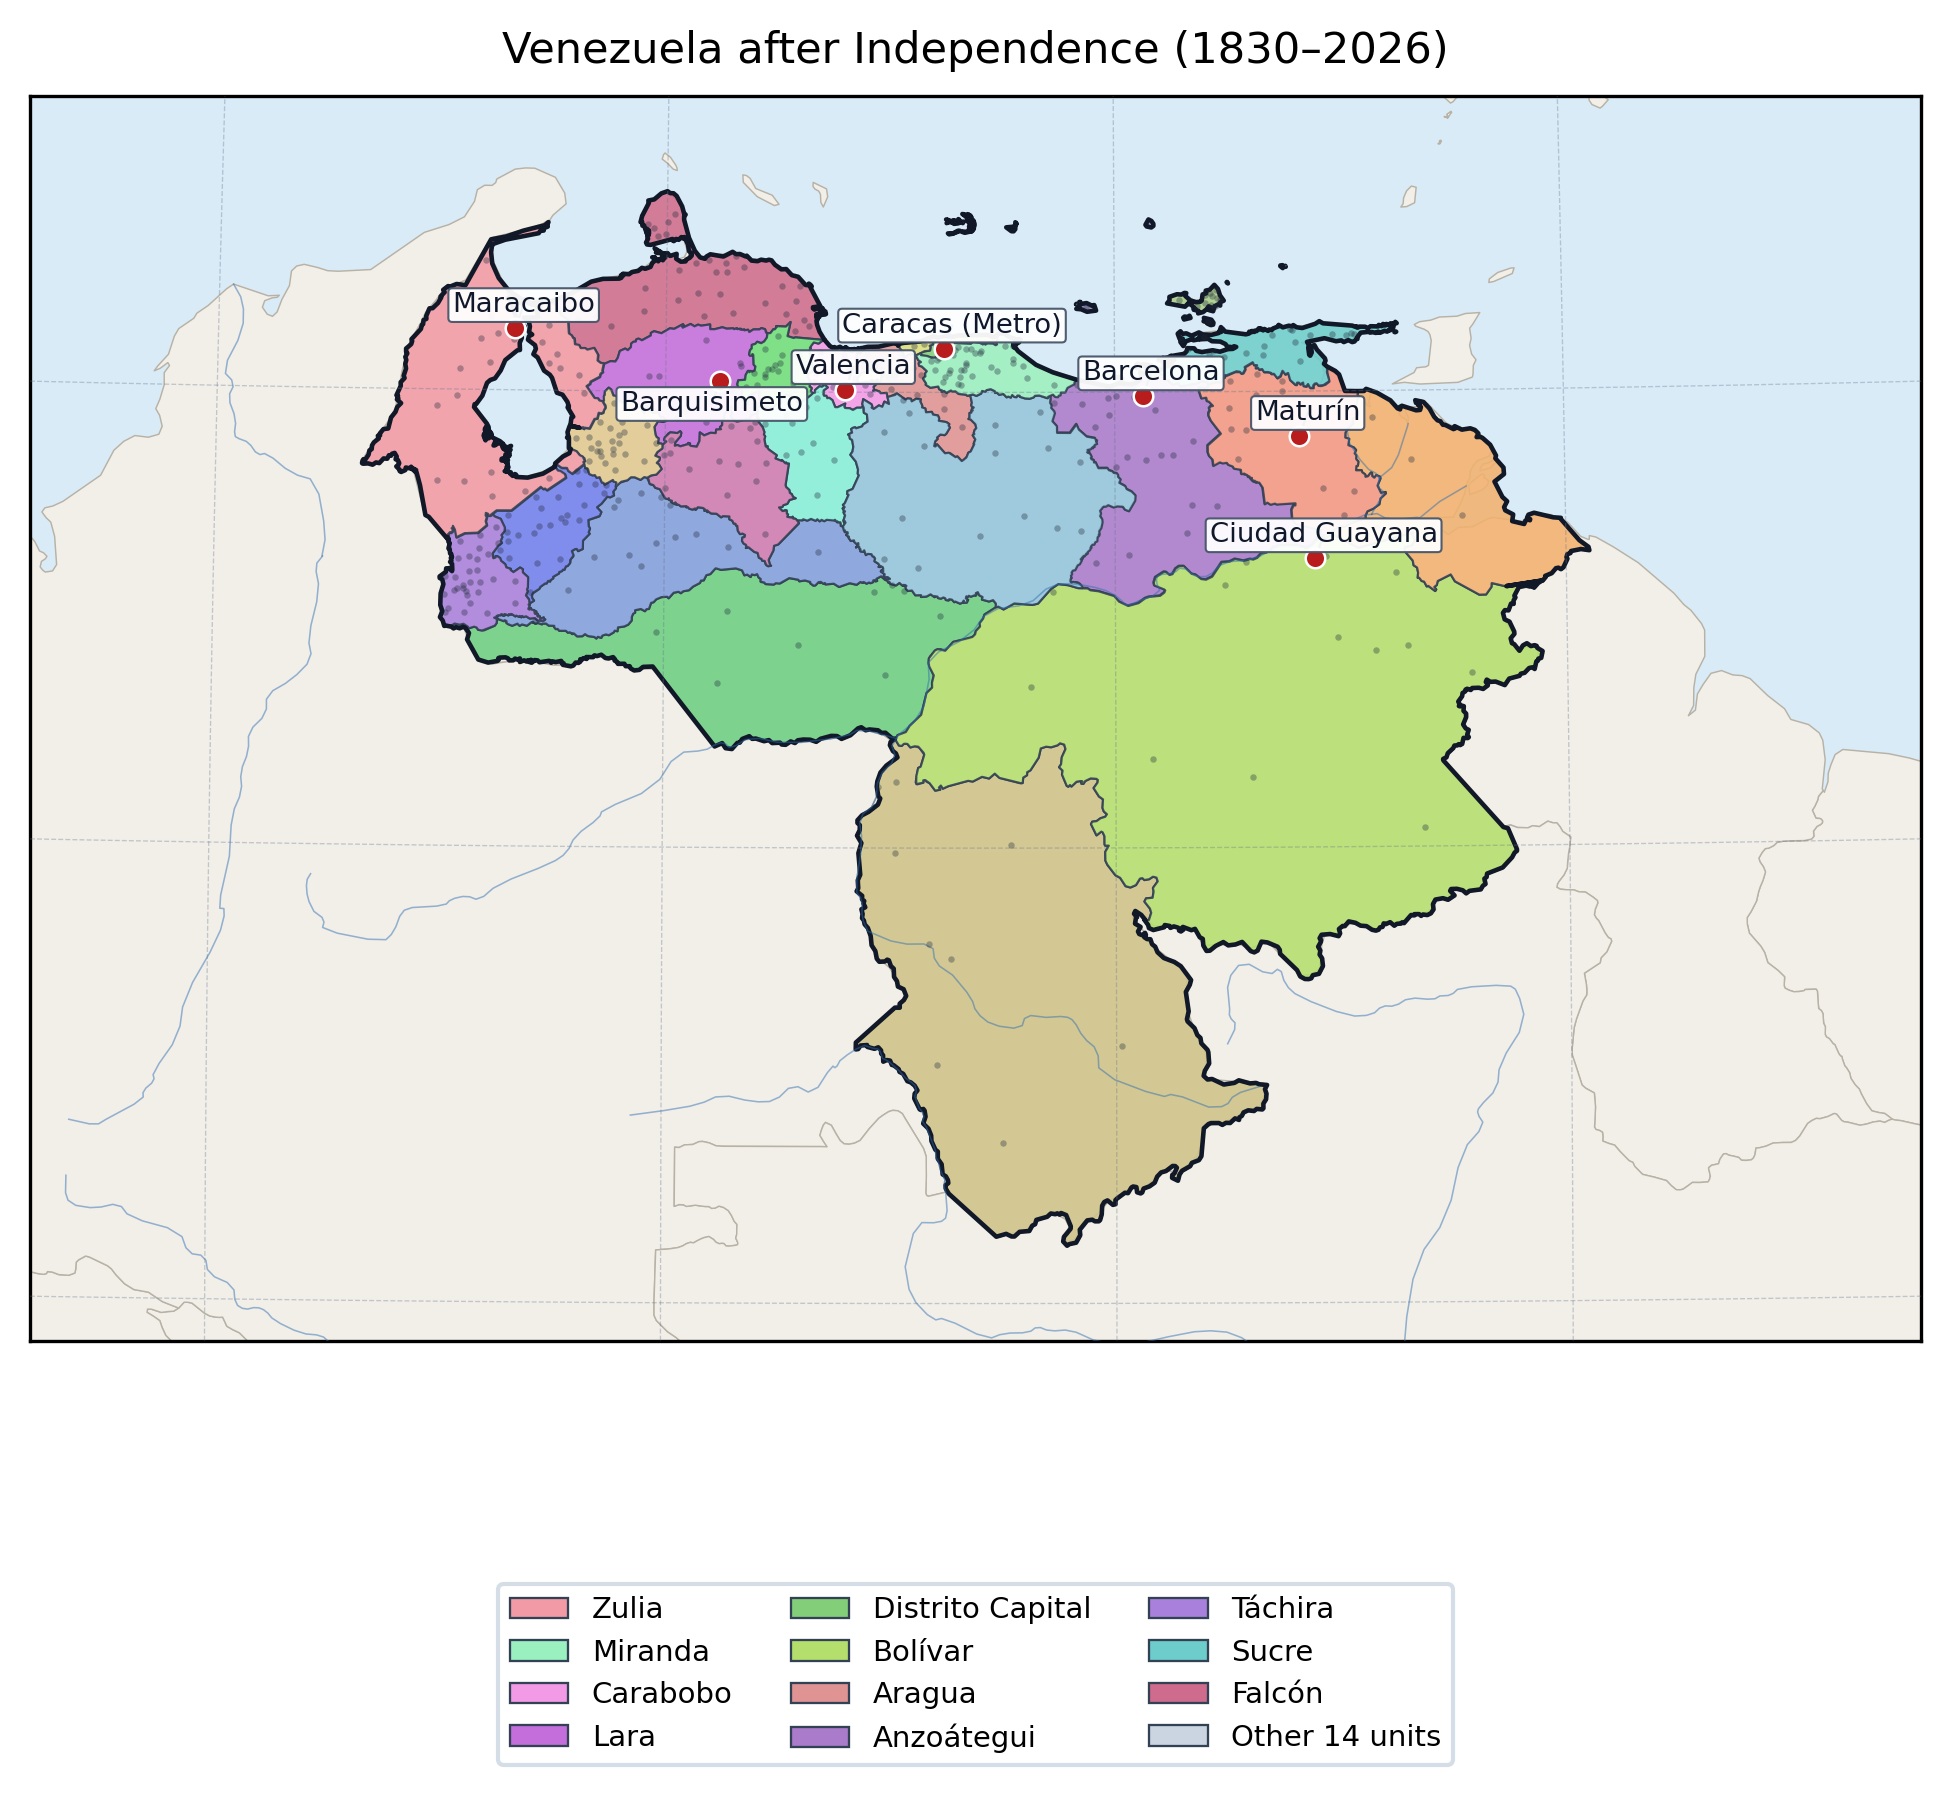 Venezuela after Independence (1830–2026)
Maracaibo
Caracas (Metro)
Valencia
Barcelona
Barquisimeto
Maturín
Ciudad Guayana
Zulia
Miranda
Carabobo
Lara
Distrito Capital
Bolívar
Aragua
Anzoátegui
Táchira
Sucre
Falcón
Other 14 units